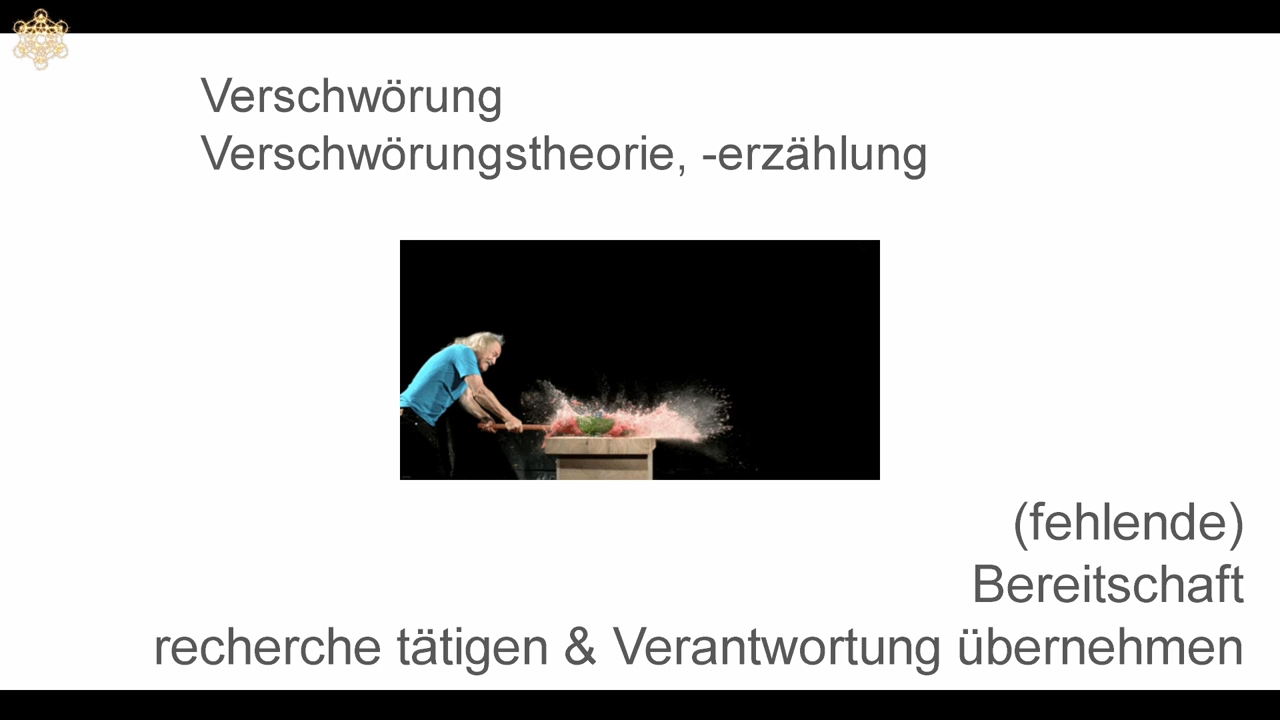 Verschwörung
Verschwörungstheorie, -erzählung
(fehlende)
Bereitschaft
recherche tätigen & Verantwortung übernehmen